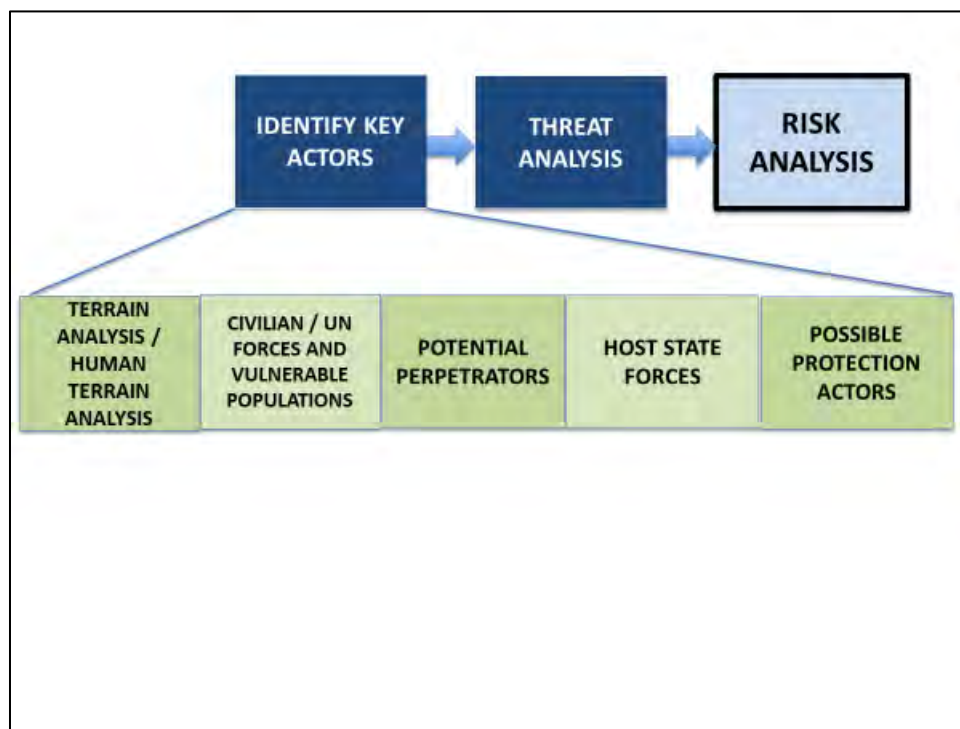 IDENTIFY KEY
ACTORS
THREAT
ANALYSIS
RISK
ANALYSIS
TERRAIN
ANALYSIS /
HUMAN
TERRAIN
ANALYSIS
CIVILIAN / UN
FORCES AND
VULNERABLE
POPULATIONS
POTENTIAL
PERPETRATORS
HOST STATE
FORCES
POSSIBLE
PROTECTION
ACTORS